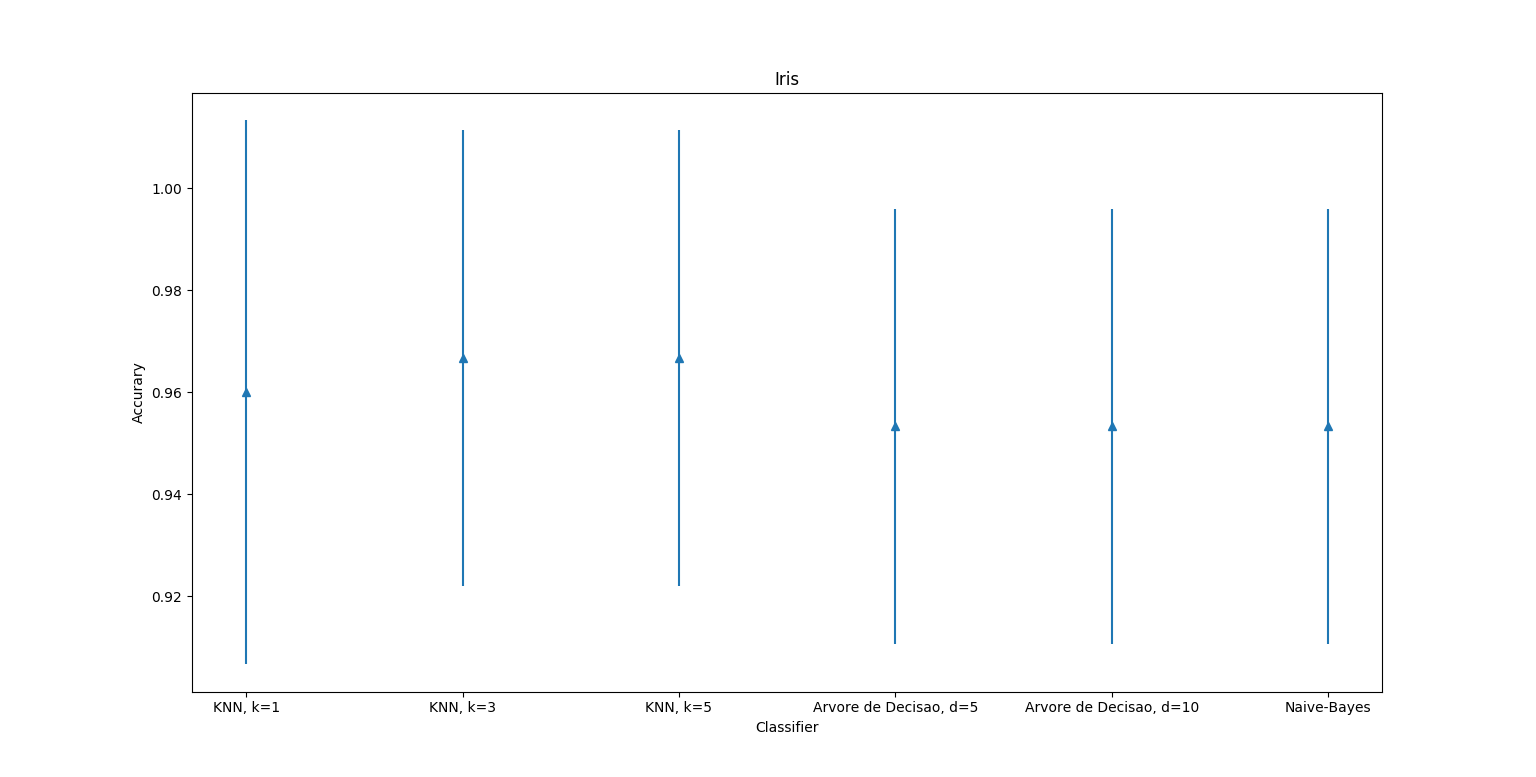 Iris
Accurary
1.00
0.98
0.96
0.94
0.92
KNN, k=1
KNN, k=3
KNN, k=5
Arvore de Decisao, d=5
Arvore de Decisao, d=10
Naive-Bayes
Classifier